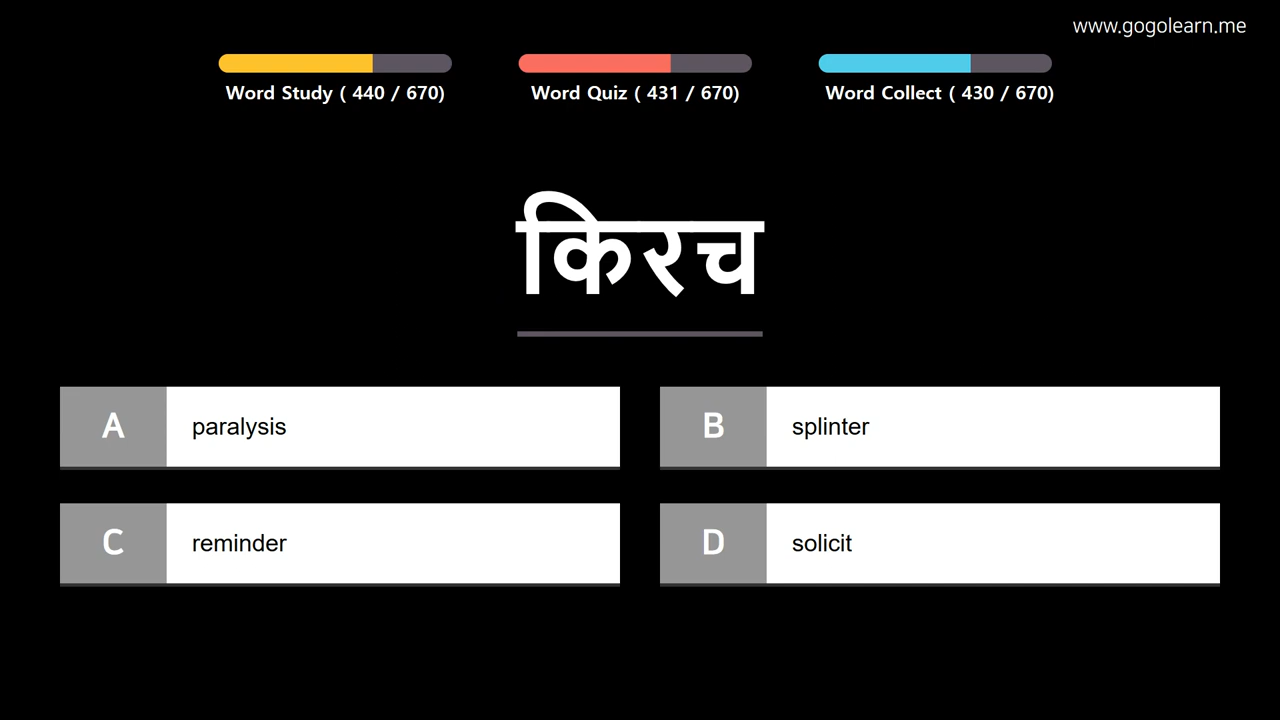 www.gogolearn.me
Word Study ( 440 / 670)
Word Quiz ( 431 / 670)
Word Collect ( 430 / 670)
किरच
A paralysis
B splinter
C reminder
D solicit